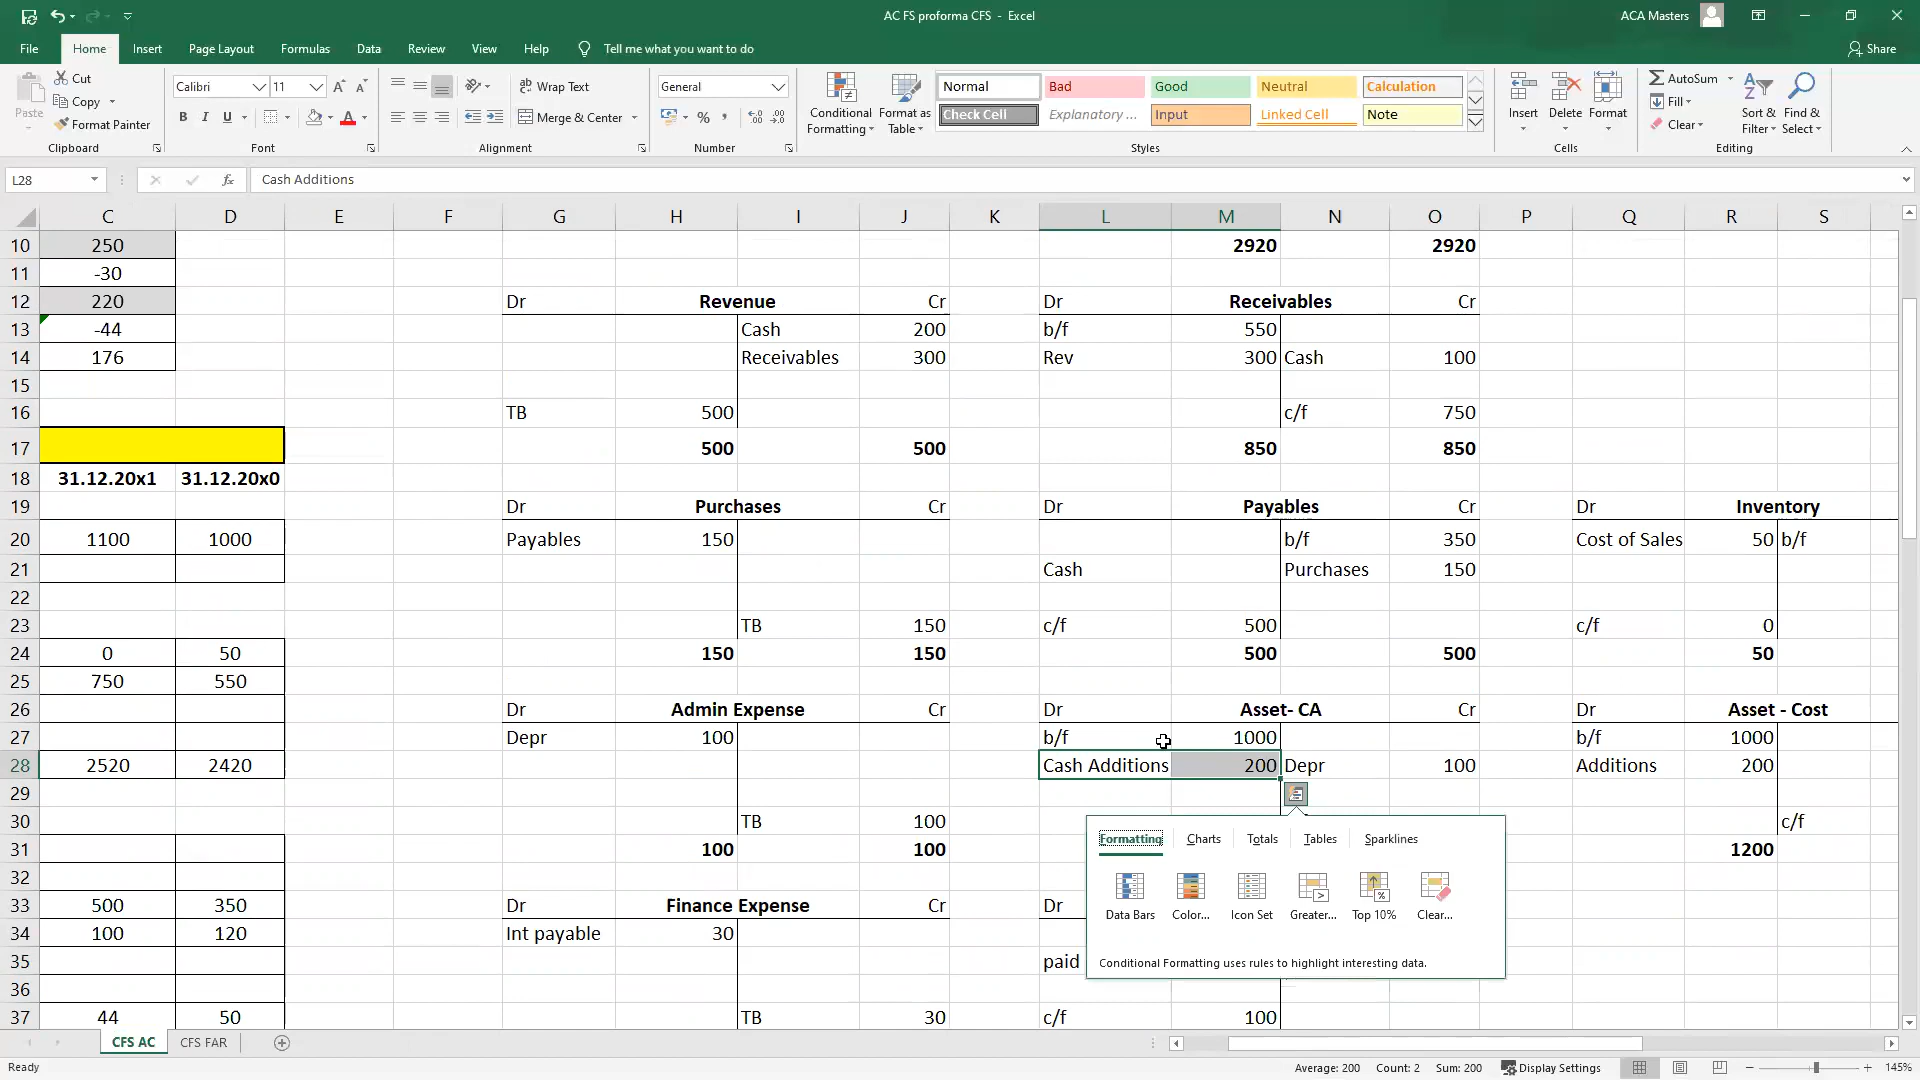 AC FS proforma CFS - Excel
ACA Masters
File Home Insert Page Layout Formulas Data Review View Help Tell me what you want to do Share
Paste
Cut
Copy
Format Painter
Clipboard
Calibri 11 A A
B I U A
Font
ab Wrap Text
Merge & Center
Alignment
General
% ,
Number
Conditional Formatting
Format as Table
Normal Bad Good Neutral Calculation
Check Cell Explanatory ... Input Linked Cell Note
Styles
Insert Delete Format
Cells
AutoSum
Fill
Clear
Sort & Filter
Find & Select
Editing
L28 fx Cash Additions
C D E F G H I J K L M N O P Q R S
10 250 2920 2920
11 -30
12 220 Dr Revenue Cr Dr Receivables Cr
13 -44 Cash 200 b/f 550
14 176 Receivables 300 Rev 300 Cash 100
15
16 TB 500 c/f 750
17 500 500 850 850
18 31.12.20x1 31.12.20x0
19 Dr Purchases Cr Dr Payables Cr Dr Inventory
20 1100 1000 Payables 150 b/f 350 Cost of Sales 50 b/f
21 Cash Purchases 150
22
23 TB 150 c/f 500 c/f 0
24 0 50 150 150 500 500 50
25 750 550
26 Dr Admin Expense Cr Dr Asset- CA Cr Dr Asset - Cost
27 Depr 100 b/f 1000 b/f 1000
28 2520 2420 Cash Additions 200 Depr 100 Additions 200
29
30 TB 100 c/f
31 100 100 1200
32
33 500 350 Dr Finance Expense Cr Dr
34 100 120 Int payable 30
35 paid
36
37 44 50 TB 30 c/f 100
Formatting Charts Totals Tables Sparklines
Data Bars Color... Icon Set Greater... Top 10% Clear...
Conditional Formatting uses rules to highlight interesting data.
CFS AC CFS FAR
Ready Average: 200 Count: 2 Sum: 200 Display Settings 145%